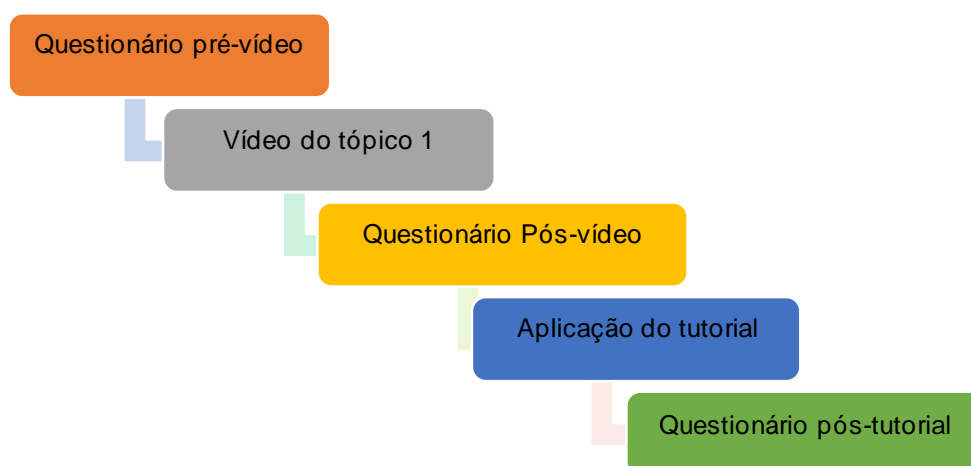 Questionário pré-vídeo
Vídeo do tópico 1
Questionário Pós-vídeo
Aplicação do tutorial
Questionário pós-tutorial